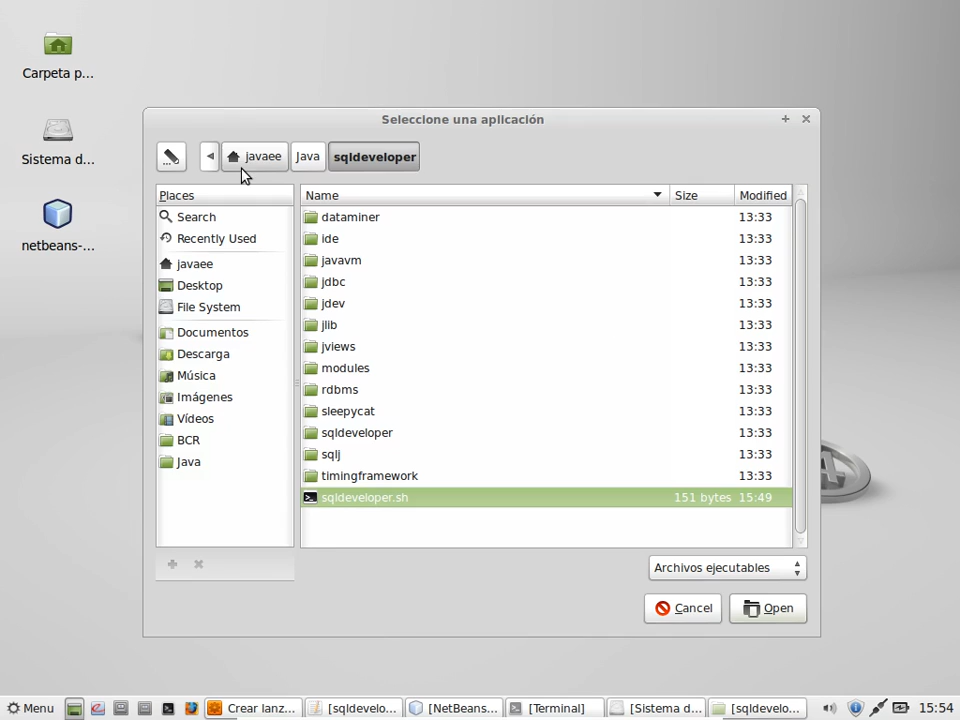 Carpeta p...
Sistema d...
netbeans-...
Seleccione una aplicación
javaee
Java
sqldeveloper
Places
Search
Recently Used
javaee
Desktop
File System
Documentos
Descarga
Música
Imágenes
Vídeos
BCR
Java
Name Size Modified
dataminer 13:33
ide 13:33
javavm 13:33
jdbc 13:33
jdev 13:33
jlib 13:33
jviews 13:33
modules 13:33
rdbms 13:33
sleepycat 13:33
sqldeveloper 13:33
sqlj 13:33
timingframework 13:33
sqldeveloper.sh 151 bytes 15:49
Archivos ejecutables
Cancel Open
Menu Crear lanz... [sqldevelo... [NetBeans... [Terminal] [Sistema d... [sqldevelo... 15:54